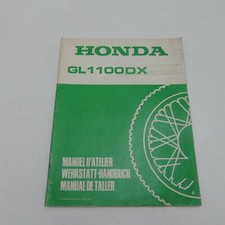 HONDA
GL1100DX
MANUEL D'ATELIER
WERKSTATT-HANDBUCH
MANUAL DE TALLER